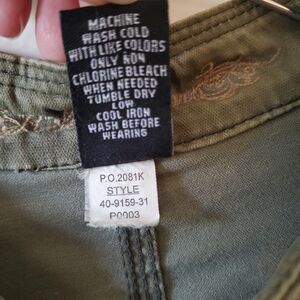 MACHINE
WASH COLD
WITH LIKE COLORS
ONLY NON
CHLORINE BLEACH
WHEN NEEDED
TUMBLE DRY
LOW
COOL IRON
WASH BEFORE
WEARING
P.O.2081K
STYLE
40-9159-31
P0003